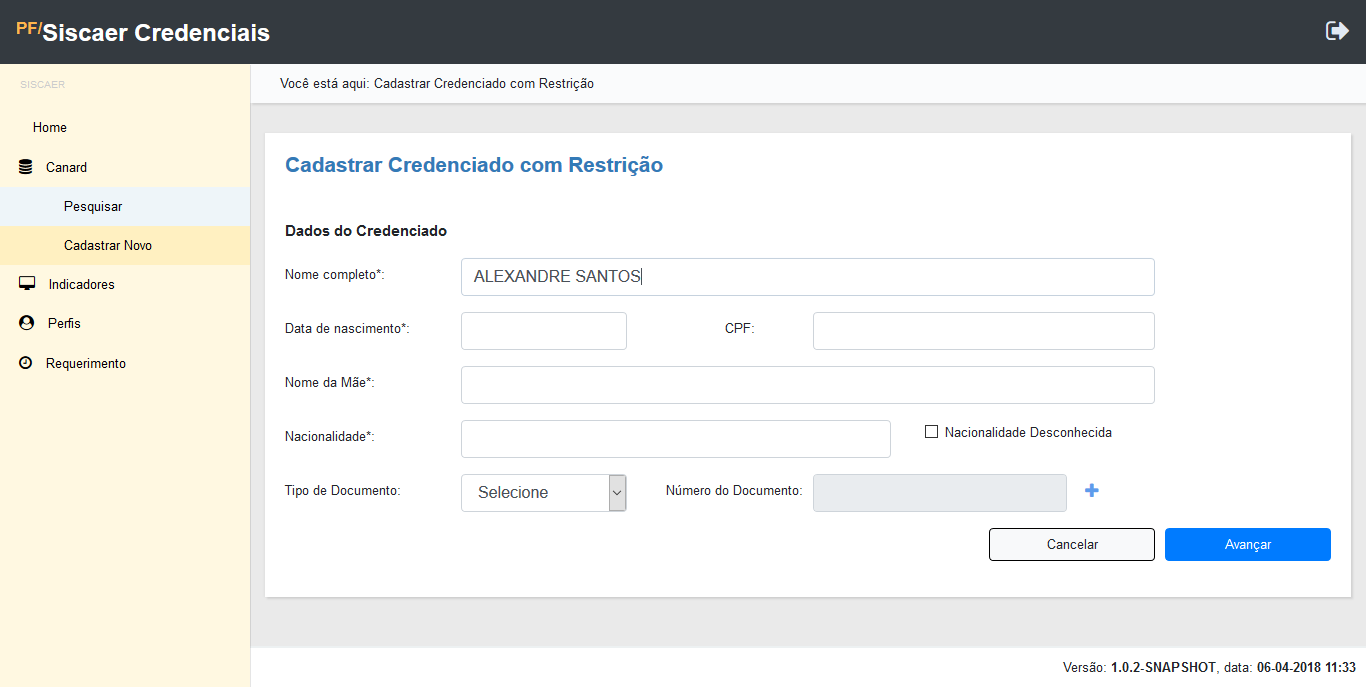 PF/Siscaer Credenciais
SISCAER
Home
Canard
Pesquisar
Cadastrar Novo
Indicadores
Perfis
Requerimento
Você está aqui: Cadastrar Credenciado com Restrição
Cadastrar Credenciado com Restrição
Dados do Credenciado
Nome completo*: ALEXANDRE SANTOS
Data de nascimento*: CPF:
Nome da Mãe*:
Nacionalidade*: Nacionalidade Desconhecida
Tipo de Documento: Selecione Número do Documento:
Cancelar Avançar
Versão: 1.0.2-SNAPSHOT, data: 06-04-2018 11:33